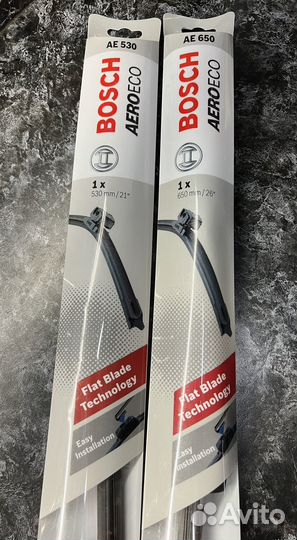 AE 530
BOSCH
AEROECO
1 x
530 mm / 21"
Flat Blade
Technology
Easy
Installation
AE 650
BOSCH
AEROECO
1 x
650 mm / 26"
Flat Blade
Technology
Easy
Installation
Avito